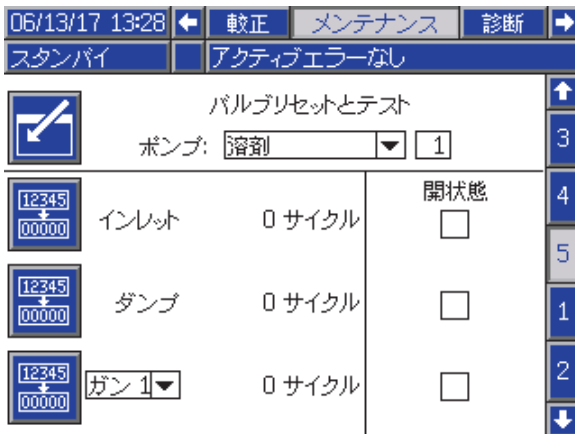 06/13/17 13:28 較正 メンテナンス 診断
スタンバイ アクティブエラーなし
バルブリセットとテスト
ポンプ: 溶剤 1
開状態
12345
00000
インレット 0 サイクル
12345
00000
ダンプ 0 サイクル
12345
00000
ガン 1 0 サイクル
3
4
5
1
2